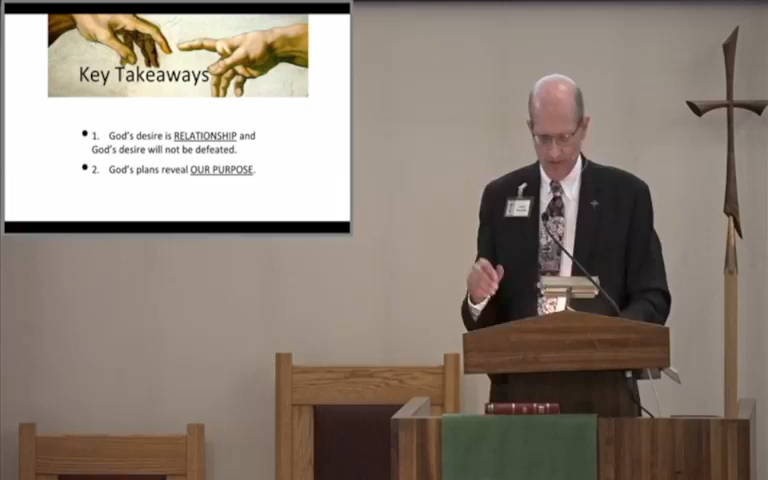 Key Takeaways
• 1. God's desire is RELATIONSHIP and
God's desire will not be defeated.
• 2. God's plans reveal OUR PURPOSE.